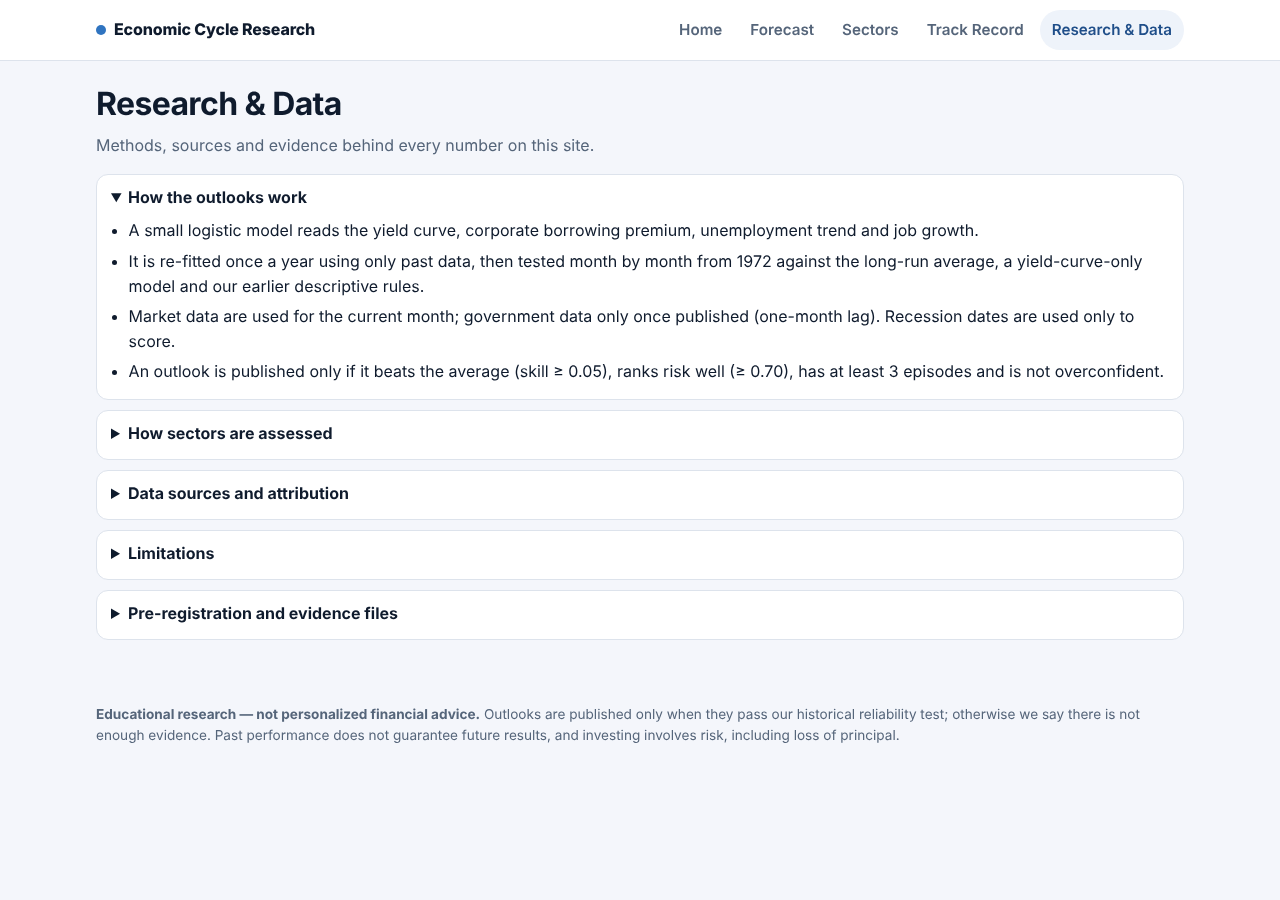 Economic Cycle Research
Home
Forecast
Sectors
Track Record
Research & Data
Research & Data
Methods, sources and evidence behind every number on this site.
How the outlooks work
• A small logistic model reads the yield curve, corporate borrowing premium, unemployment trend and job growth.
• It is re-fitted once a year using only past data, then tested month by month from 1972 against the long-run average, a yield-curve-only
model and our earlier descriptive rules.
• Market data are used for the current month; government data only once published (one-month lag). Recession dates are used only to
score.
• An outlook is published only if it beats the average (skill ≥ 0.05), ranks risk well (≥ 0.70), has at least 3 episodes and is not overconfident.
How sectors are assessed
Data sources and attribution
Limitations
Pre-registration and evidence files
Educational research — not personalized financial advice. Outlooks are published only when they pass our historical reliability test; otherwise we say there is not
enough evidence. Past performance does not guarantee future results, and investing involves risk, including loss of principal.